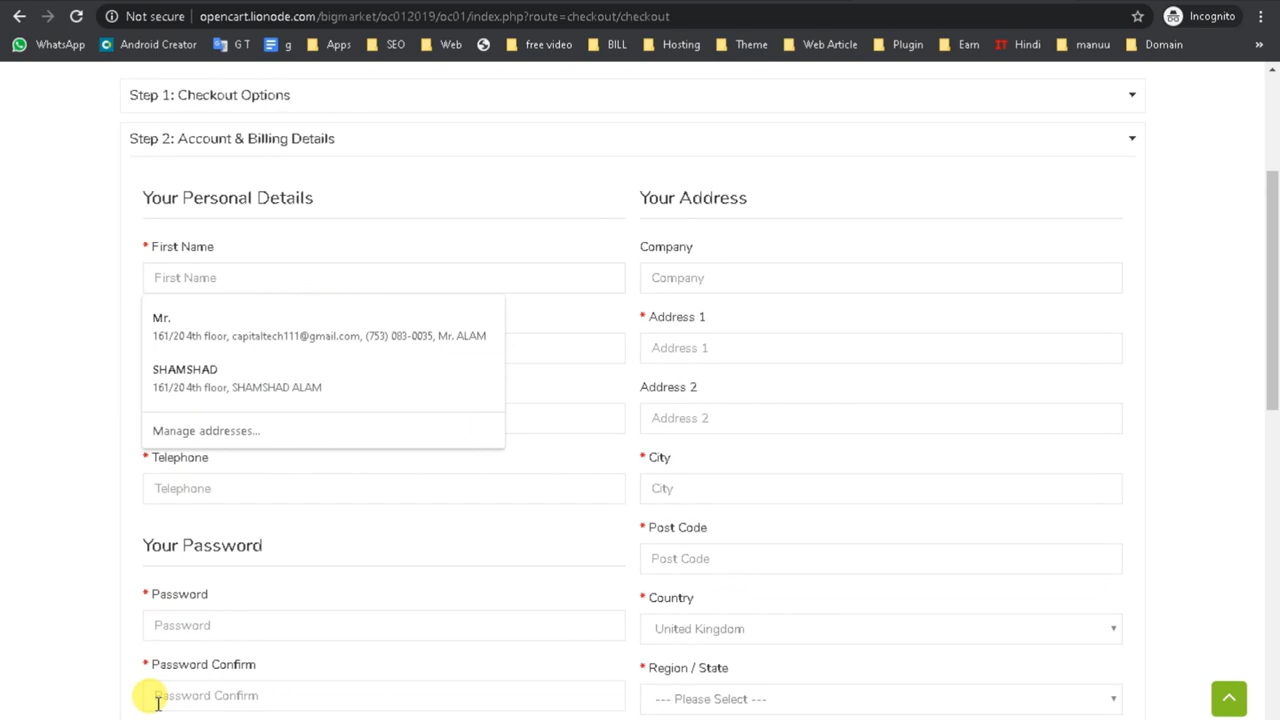 Not secure opencart.lionode.com/bigmarket/oc012019/oc01/index.php?route=checkout/checkout Incognito
WhatsApp Android Creator G T g Apps SEO Web free video BILL Hosting Theme Web Article Plugin Earn Hindi manuu Domain »
Step 1: Checkout Options
Step 2: Account & Billing Details
Your Personal Details
* First Name
First Name
Mr.
161/20 4th floor, capitaltech111@gmail.com, (753) 083-0035, Mr. ALAM
SHAMSHAD
161/20 4th floor, SHAMSHAD ALAM
Manage addresses...
* Telephone
Telephone
Your Password
* Password
Password
* Password Confirm
Password Confirm
Your Address
Company
Company
* Address 1
Address 1
Address 2
Address 2
* City
City
* Post Code
Post Code
* Country
United Kingdom
* Region / State
--- Please Select ---